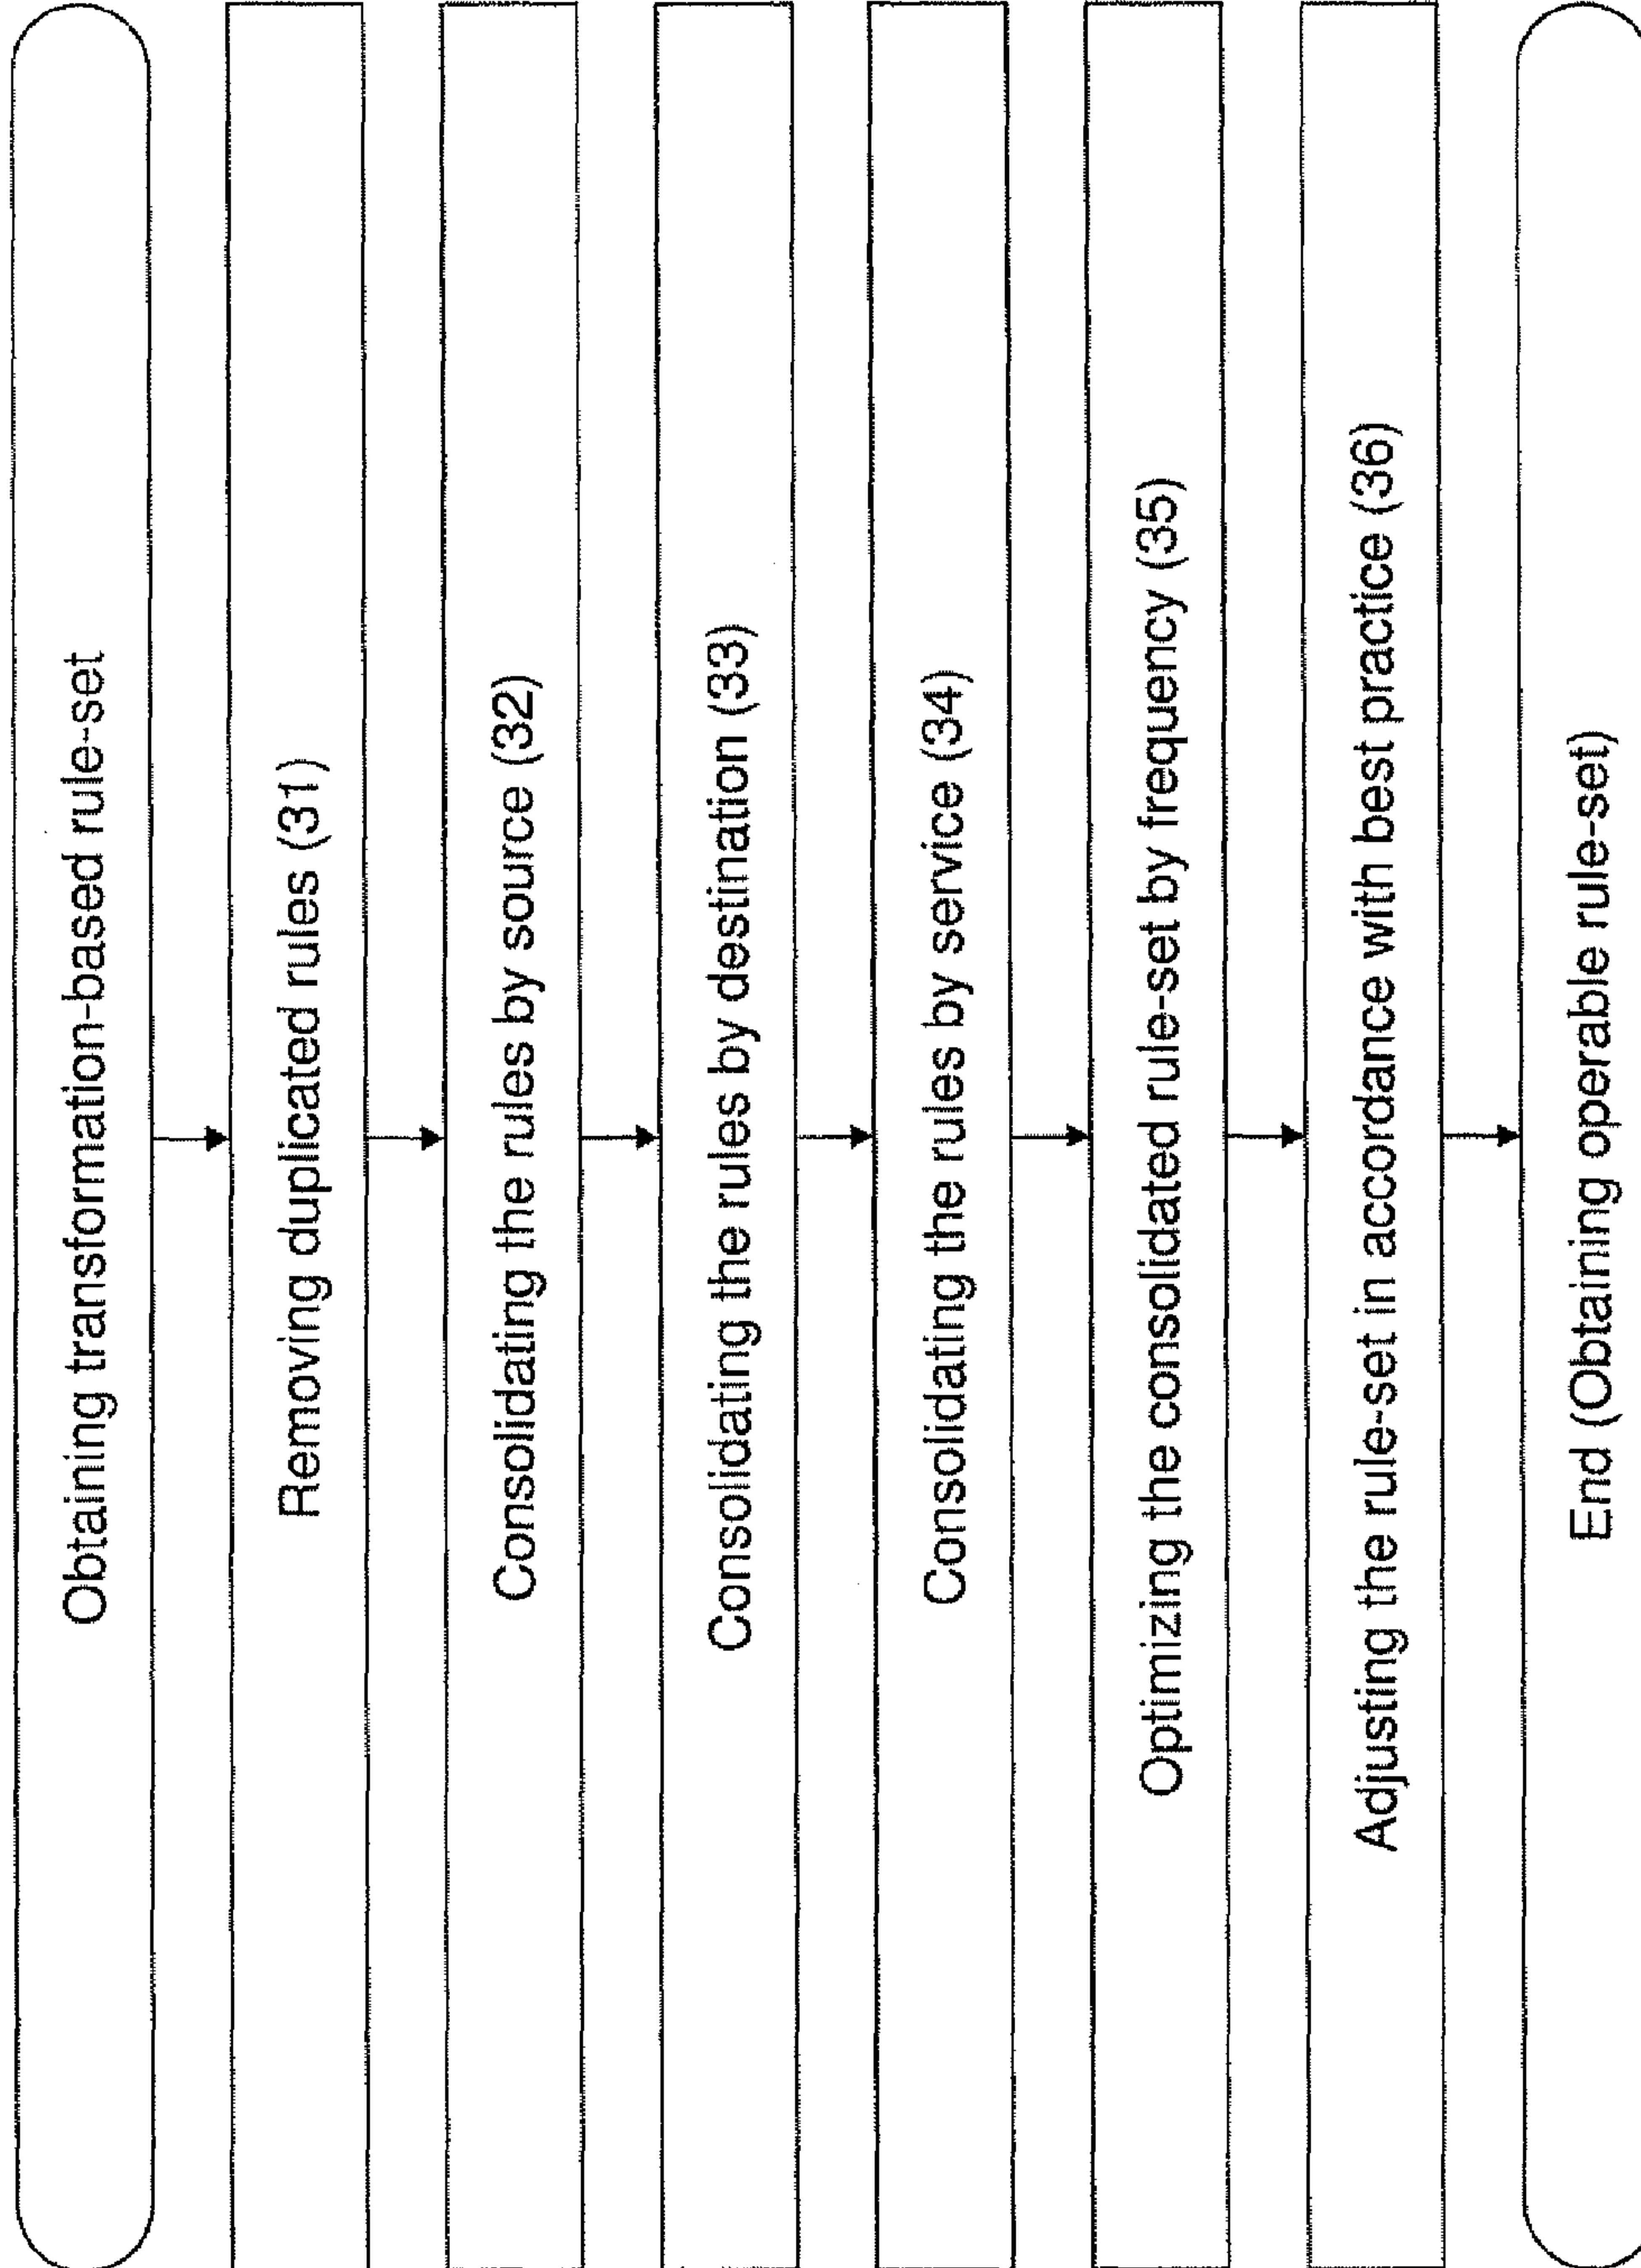 Obtaining transformation-based rule-set
Removing duplicated rules (31)
Consolidating the rules by source (32)
Consolidating the rules by destination (33)
Consolidating the rules by service (34)
Optimizing the consolidated rule-set by frequency (35)
Adjusting the rule-set in accordance with best practice (36)
End (Obtaining operable rule-set)